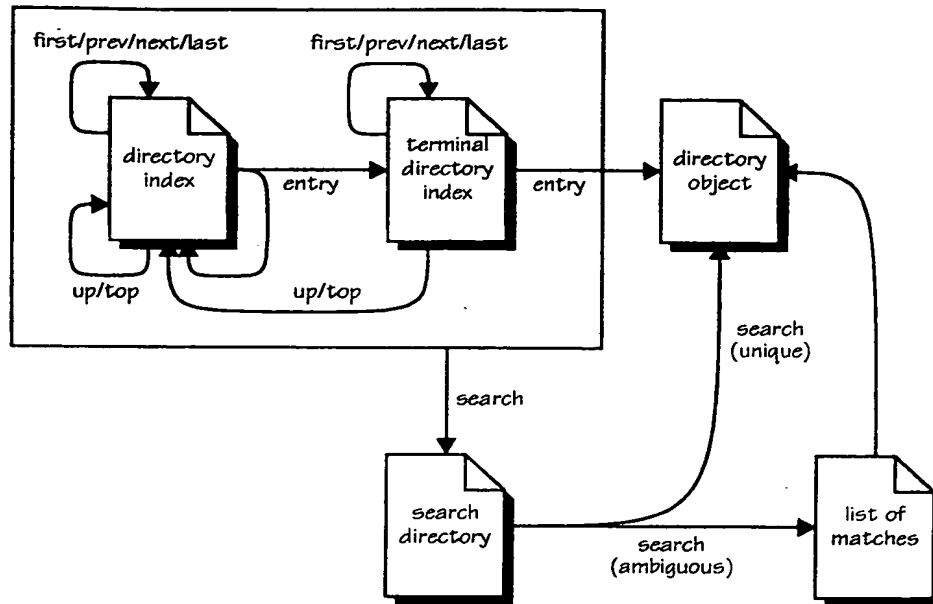 first/prev/next/last
first/prev/next/last
directory
index
entry
terminal
directory
index
entry
directory
object
up/top
up/top
search
(unique)
search
search
directory
search
(ambiguous)
list of
matches